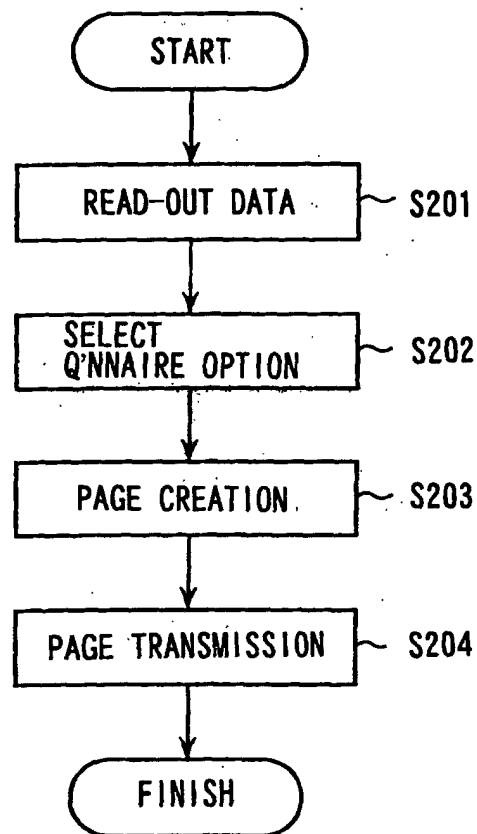 START
READ-OUT DATA
S201
SELECT
Q'NNAIRE OPTION
S202
PAGE CREATION
S203
PAGE TRANSMISSION
S204
FINISH